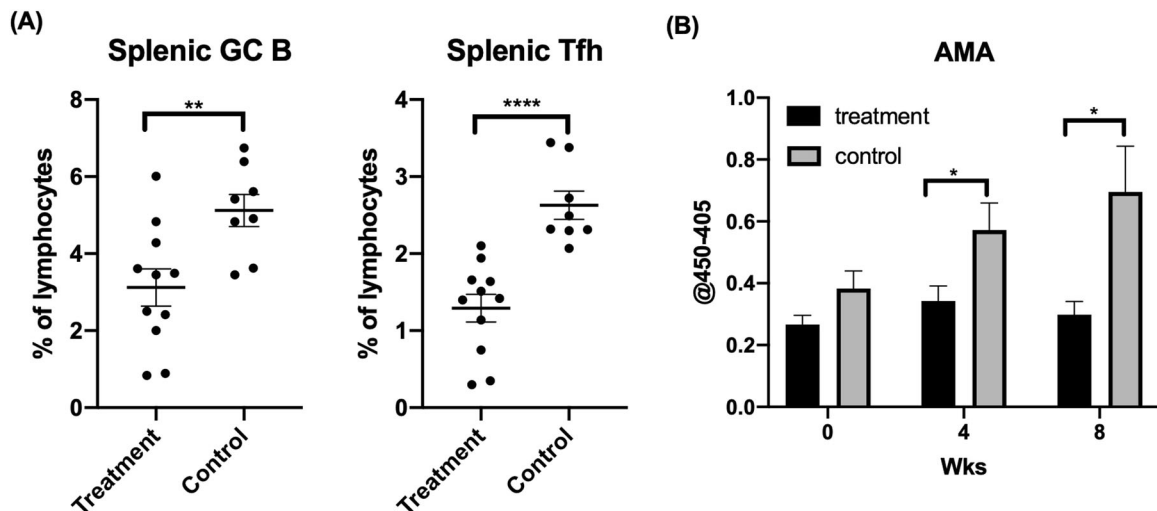 (A)
Splenic GC B
**
% of lymphocytes
8
6
4
2
0
Treatment
Control
Splenic Tfh
****
% of lymphocytes
4
3
2
1
0
Treatment
Control
(B)
AMA
treatment
control
*
*
@450-405
1.0
0.8
0.6
0.4
0.2
0.0
0 4 8
Wks